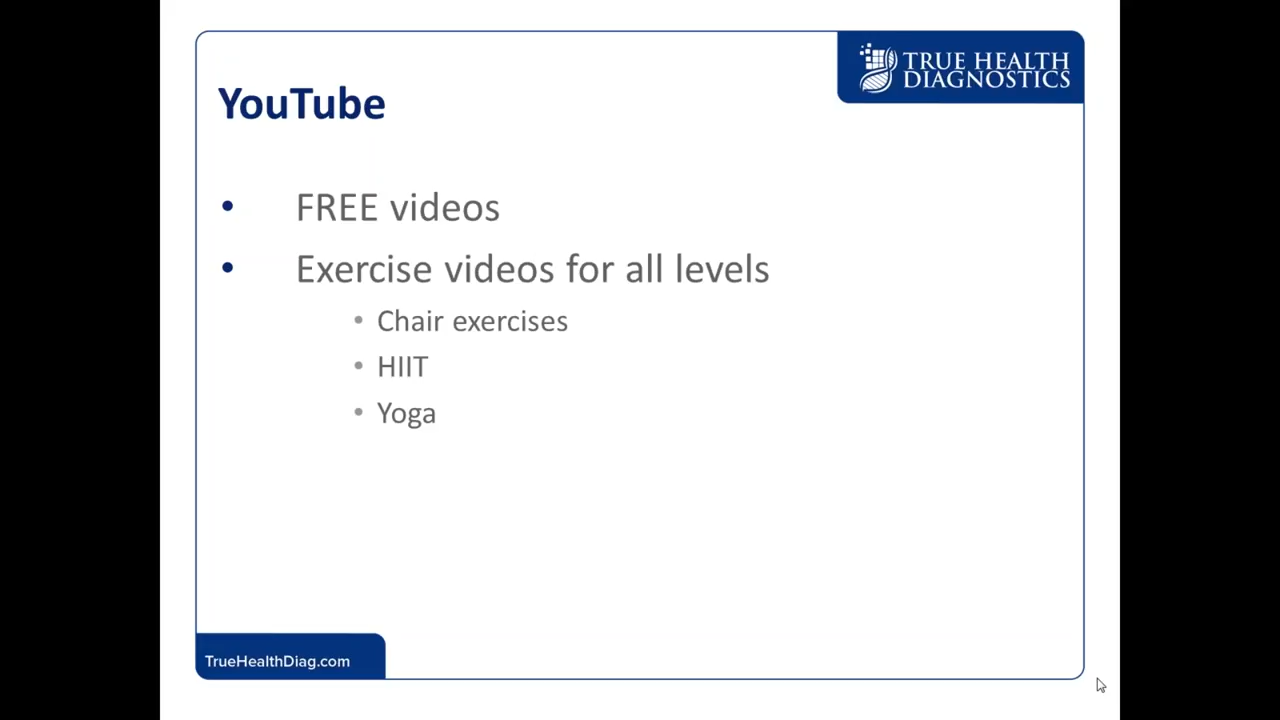 TRUE HEALTH
DIAGNOSTICS
YouTube
• FREE videos
• Exercise videos for all levels
• Chair exercises
• HIIT
• Yoga
TrueHealthDiag.com